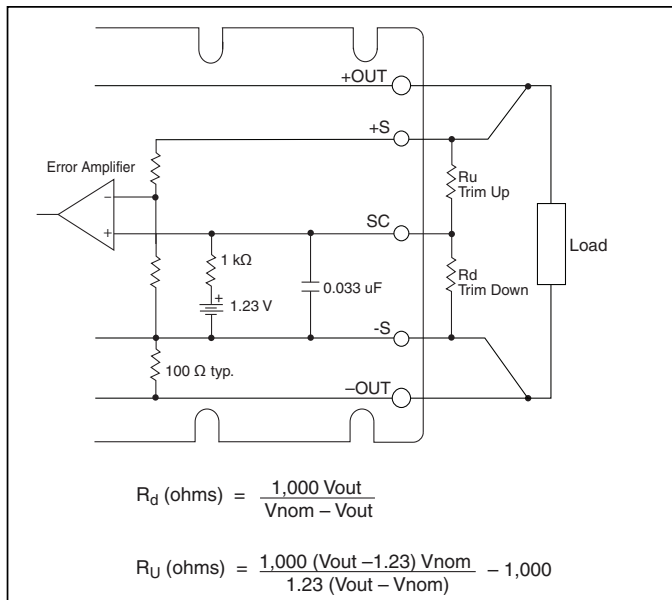 +OUT
+S
Error Amplifier
Ru
Trim Up
−
+
SC
1 kΩ
+
1.23 V
0.033 uF
Rd
Trim Down
Load
-S
100 Ω typ.
–OUT
Rd (ohms) = 1,000 Vout / Vnom – Vout
RU (ohms) = 1,000 (Vout –1.23) Vnom / 1.23 (Vout – Vnom) – 1,000